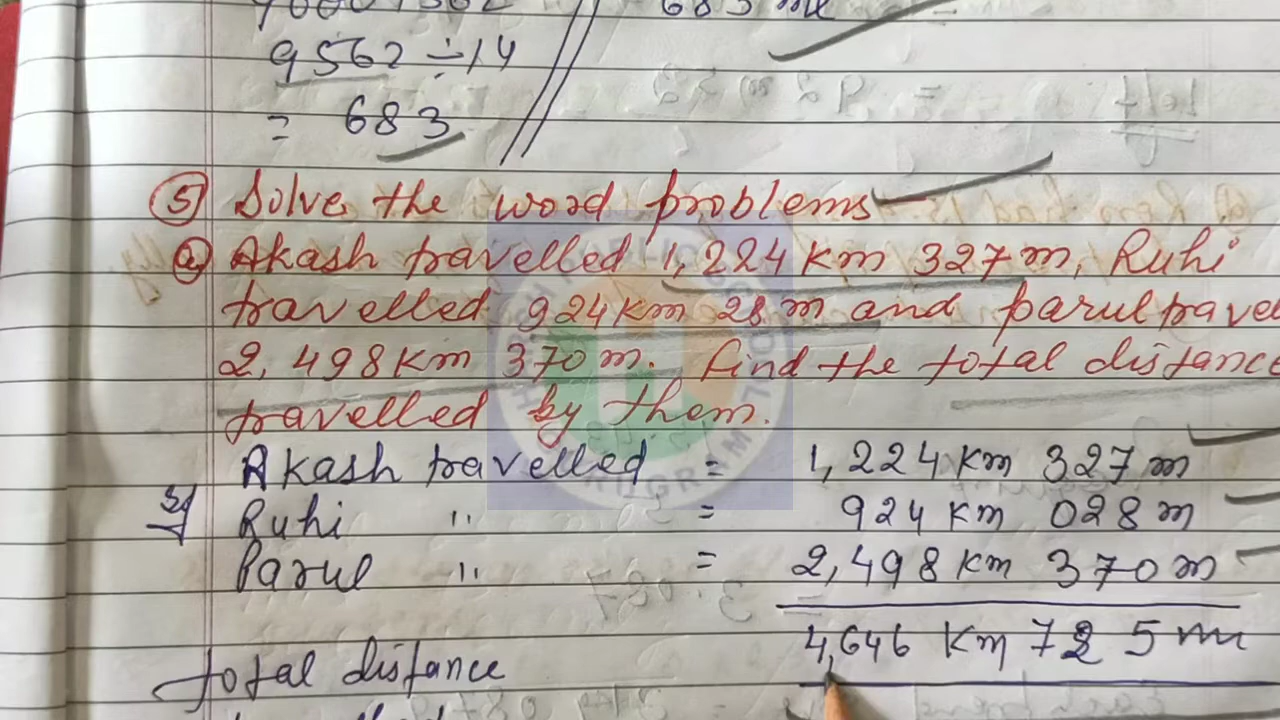 683 ml
9562 ÷ 14
= 683
5 Solve the word problems
a Akash travelled 1,224 Km 327 m, Ruhi
travelled 924 Km 28 m and parul trave
2,498 Km 370 m. find the total distance
travelled by them.
Akash travelled = 1,224 Km 327 m
Ruhi " = 924 Km 028 m
Parul " = 2,498 Km 370 m
4,646 Km 725 m
total distance